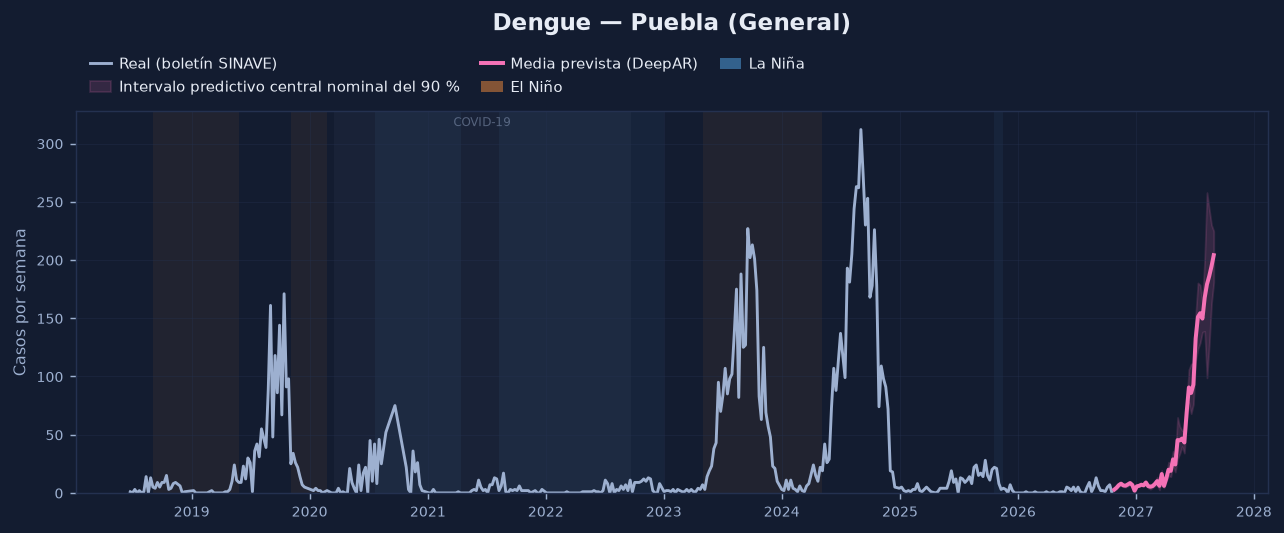 Dengue — Puebla (General)
Real (boletín SINAVE)
Media prevista (DeepAR)
La Niña
Intervalo predictivo central nominal del 90 %
El Niño
COVID-19
Casos por semana
300
250
200
150
100
50
0
2019 2020 2021 2022 2023 2024 2025 2026 2027 2028